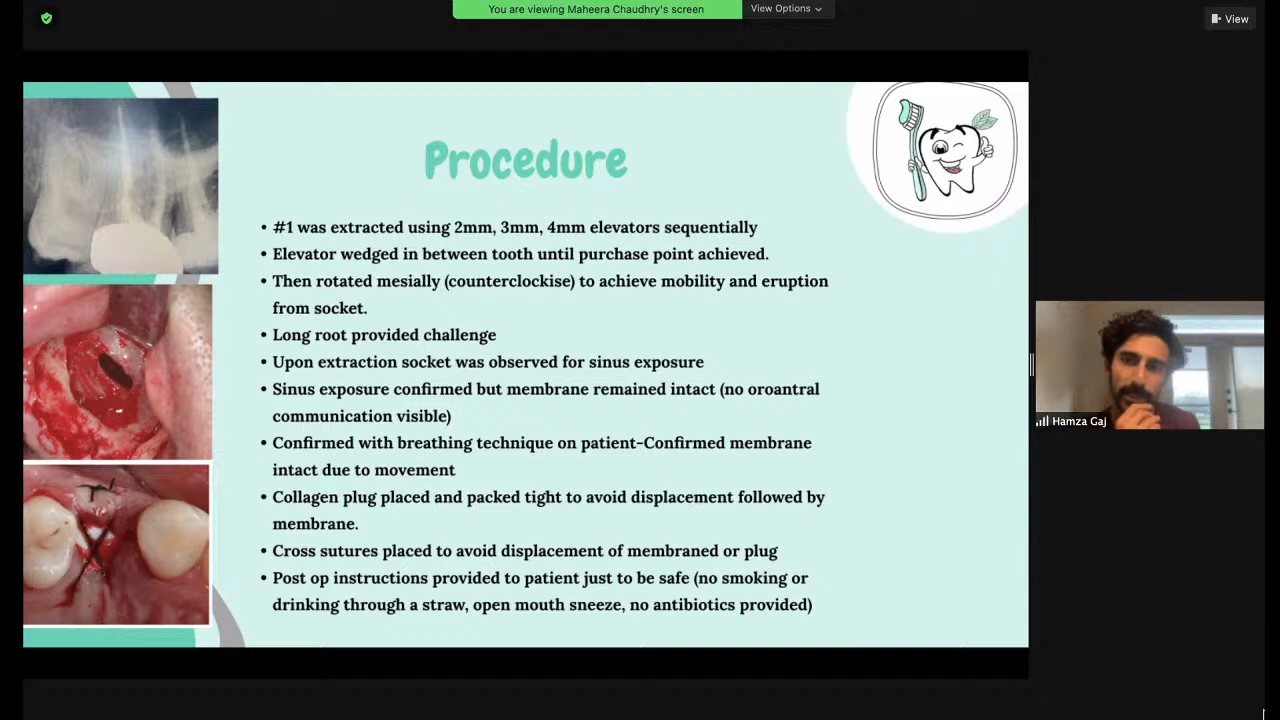 You are viewing Maheera Chaudhry's screen
View Options
View
Procedure
• #1 was extracted using 2mm, 3mm, 4mm elevators sequentially
• Elevator wedged in between tooth until purchase point achieved.
• Then rotated mesially (counterclockise) to achieve mobility and eruption
from socket.
• Long root provided challenge
• Upon extraction socket was observed for sinus exposure
• Sinus exposure confirmed but membrane remained intact (no oroantral
communication visible)
• Confirmed with breathing technique on patient-Confirmed membrane
intact due to movement
• Collagen plug placed and packed tight to avoid displacement followed by
membrane.
• Cross sutures placed to avoid displacement of membraned or plug
• Post op instructions provided to patient just to be safe (no smoking or
drinking through a straw, open mouth sneeze, no antibiotics provided)
Hamza Gaj